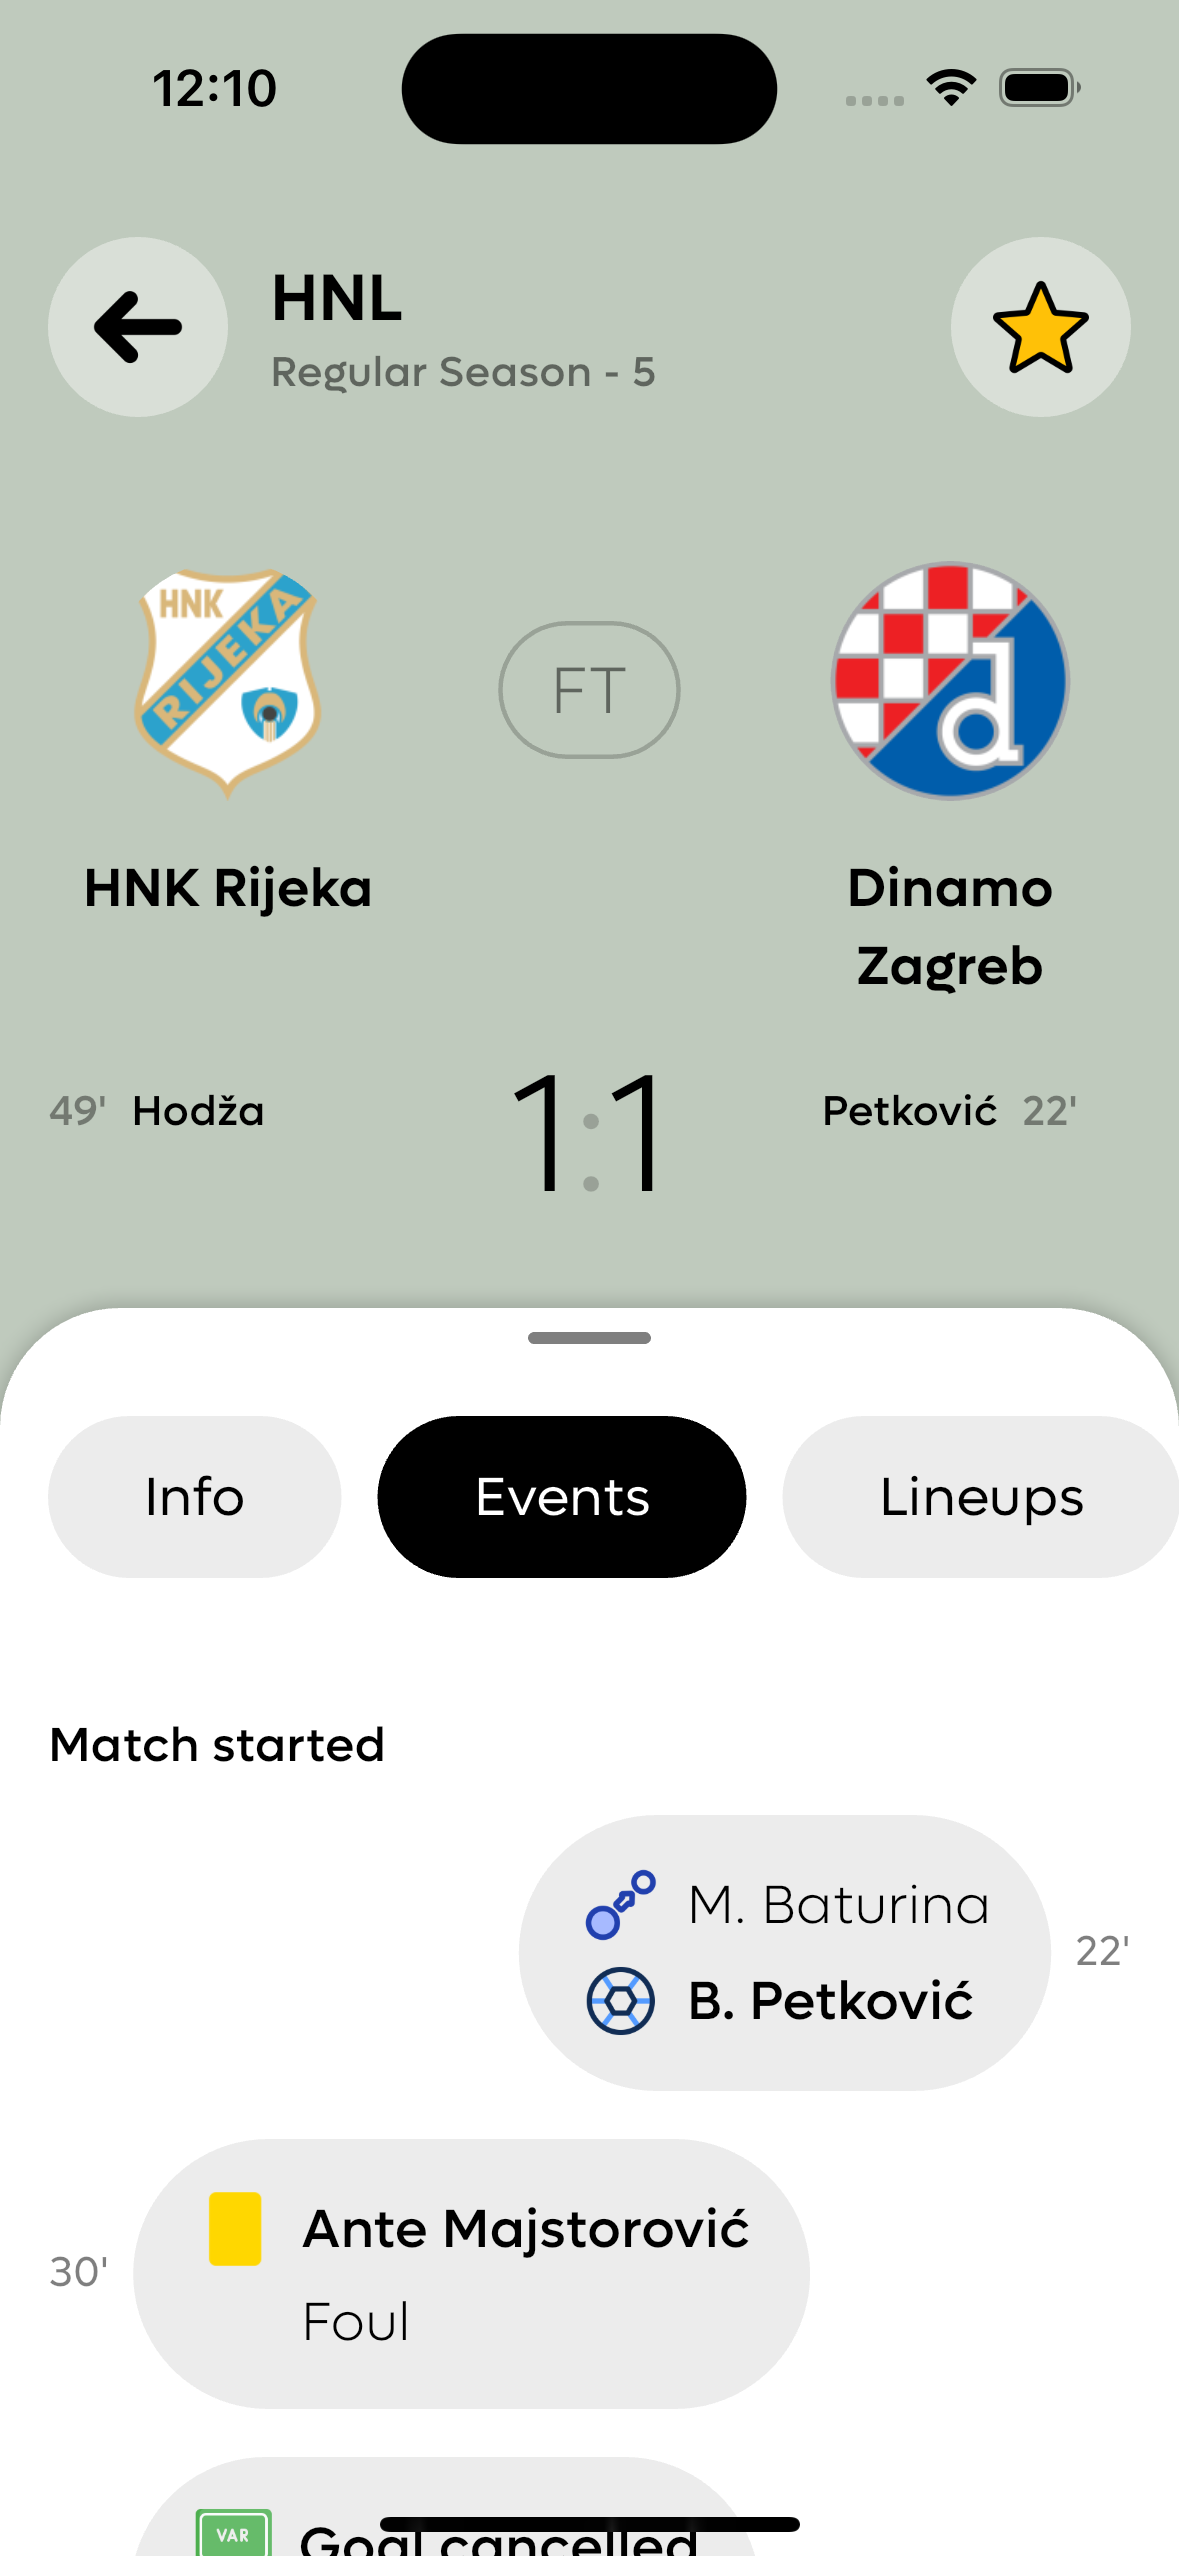 12:10
HNL
Regular Season - 5
HNK
RIJEKA
FT
d
HNK Rijeka
Dinamo
Zagreb
49' Hodža
1:1
Petković 22'
Info
Events
Lineups
Match started
M. Baturina
B. Petković
22'
30'
Ante Majstorović
Foul
VAR
Goal cancelled